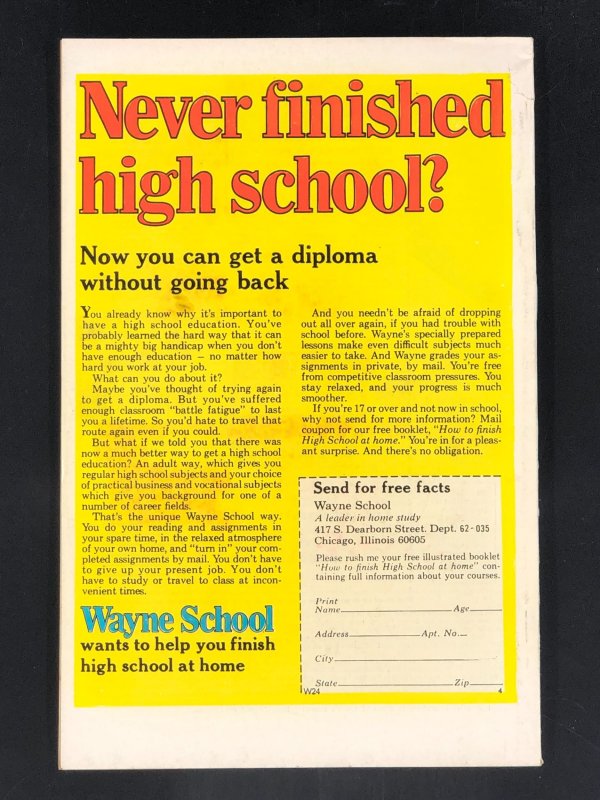 Never finished
high school?
Now you can get a diploma
without going back
You already know why it's important to
have a high school education. You've
probably learned the hard way that it can
be a mighty big handicap when you don't
have enough education — no matter how
hard you work at your job.
What can you do about it?
Maybe you've thought of trying again
to get a diploma. But you've suffered
enough classroom "battle fatigue" to last
you a lifetime. So you'd hate to travel that
route again even if you could.
But what if we told you that there was
now a much better way to get a high school
education? An adult way, which gives you
regular high school subjects and your choice
of practical business and vocational subjects
which give you background for one of a
number of career fields.
That's the unique Wayne School way.
You do your reading and assignments in
your spare time, in the relaxed atmosphere
of your own home, and "turn in" your com-
pleted assignments by mail. You don't have
to give up your present job. You don't
have to study or travel to class at incon-
venient times.
Wayne School
wants to help you finish
high school at home
And you needn't be afraid of dropping
out all over again, if you had trouble with
school before. Wayne's specially prepared
lessons make even difficult subjects much
easier to take. And Wayne grades your as-
signments in private, by mail. You're free
from competitive classroom pressures. You
stay relaxed, and your progress is much
smoother.
If you're 17 or over and not now in school,
why not send for more information? Mail
coupon for our free booklet, "How to finish
High School at home." You're in for a pleas-
ant surprise. And there's no obligation.
Send for free facts
Wayne School
A leader in home study
417 S. Dearborn Street. Dept. 62-035
Chicago, Illinois 60605
Please rush me your free illustrated booklet
"How to finish High School at home" con-
taining full information about your courses.
Print
Name Age
Address Apt. No.
City
State Zip
W24 4